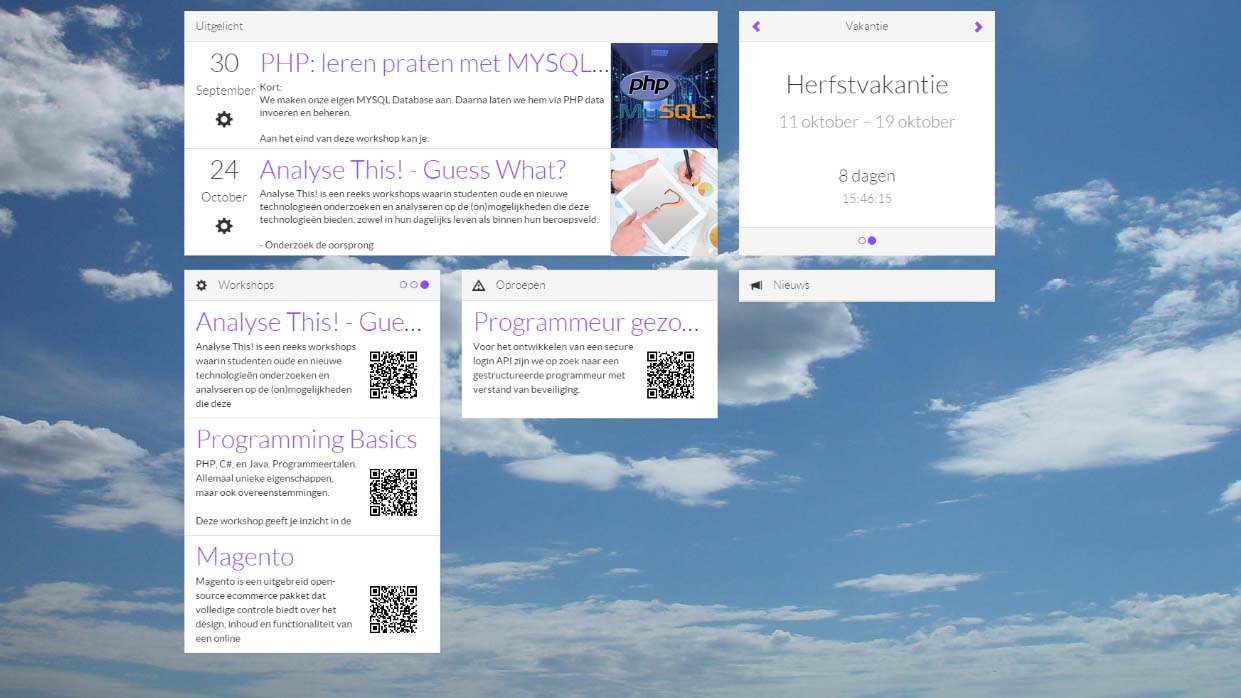 Uitgelicht
30
September
PHP: leren praten met MYSQL...
Kort:
We maken onze eigen MYSQL Database aan. Daarna laten we hem via PHP data
invoeren en beheren.
Aan het eind van deze workshop kan je:
php
MySQL
24
October
Analyse This! - Guess What?
Analyse This! is een reeks workshops waarin studenten oude en nieuwe
technologieën onderzoeken en analyseren op de (on)mogelijkheden die deze
technologieën bieden, zowel in hun dagelijks leven als binnen hun beroepsveld.
- Onderzoek de oorsprong
?
Vakantie
Herfstvakantie
11 oktober – 19 oktober
8 dagen
15:46:15
Workshops
Analyse This! - Gue...
Analyse This! is een reeks workshops
waarin studenten oude en nieuwe
technologieën onderzoeken en
analyseren op de (on)mogelijkheden
die deze
Programming Basics
PHP, C#, en Java. Programmeertalen.
Allemaal unieke eigenschappen,
maar ook overeenstemmingen.
Deze workshop geeft je inzicht in de
Magento
Magento is een uitgebreid open-
source ecommerce pakket dat
volledige controle biedt over het
design, inhoud en functionaliteit van
een online
Oproepen
Programmeur gezo...
Voor het ontwikkelen van een secure
login API zijn we op zoek naar een
gestructureerde programmeur met
verstand van beveiliging.
Nieuws